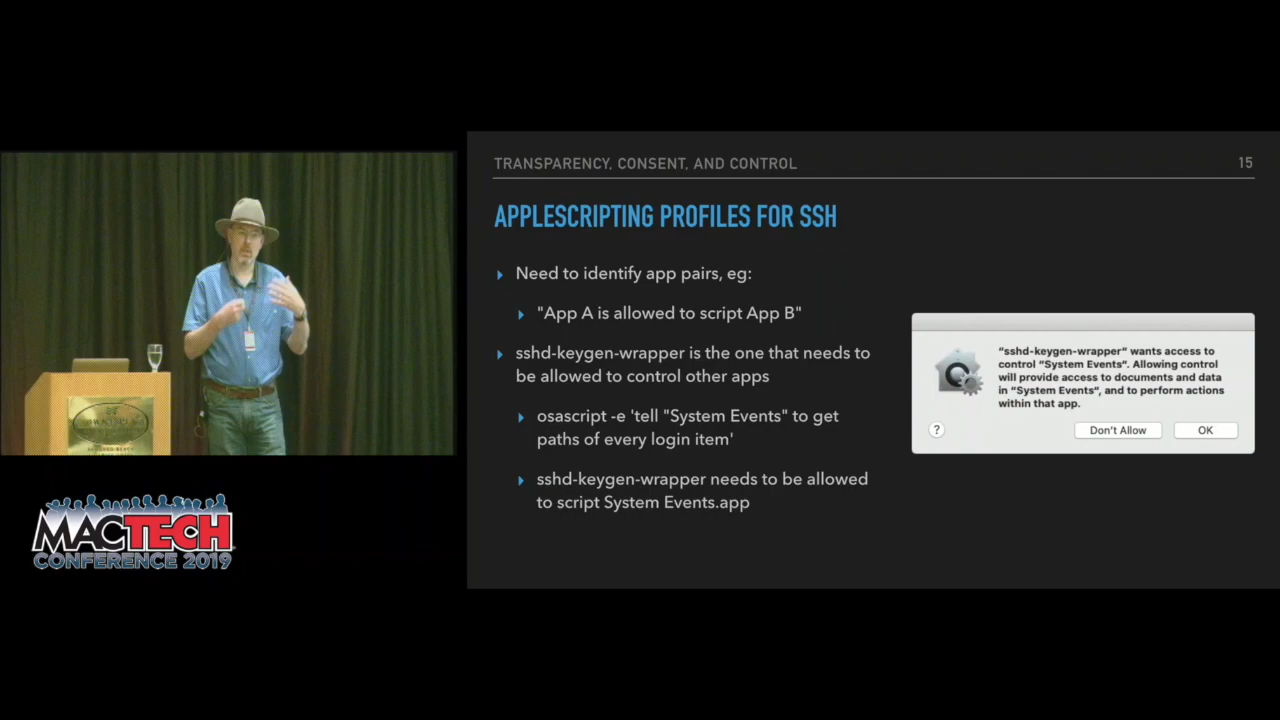 TRANSPARENCY, CONSENT, AND CONTROL
15
APPLESCRIPTING PROFILES FOR SSH
Need to identify app pairs, eg:
"App A is allowed to script App B"
sshd-keygen-wrapper is the one that needs to
be allowed to control other apps
osascript -e 'tell "System Events" to get
paths of every login item'
sshd-keygen-wrapper needs to be allowed
to script System Events.app
“sshd-keygen-wrapper” wants access to
control “System Events”. Allowing control
will provide access to documents and data
in “System Events”, and to perform actions
within that app.
?
Don't Allow
OK
MACTECH
CONFERENCE 2019